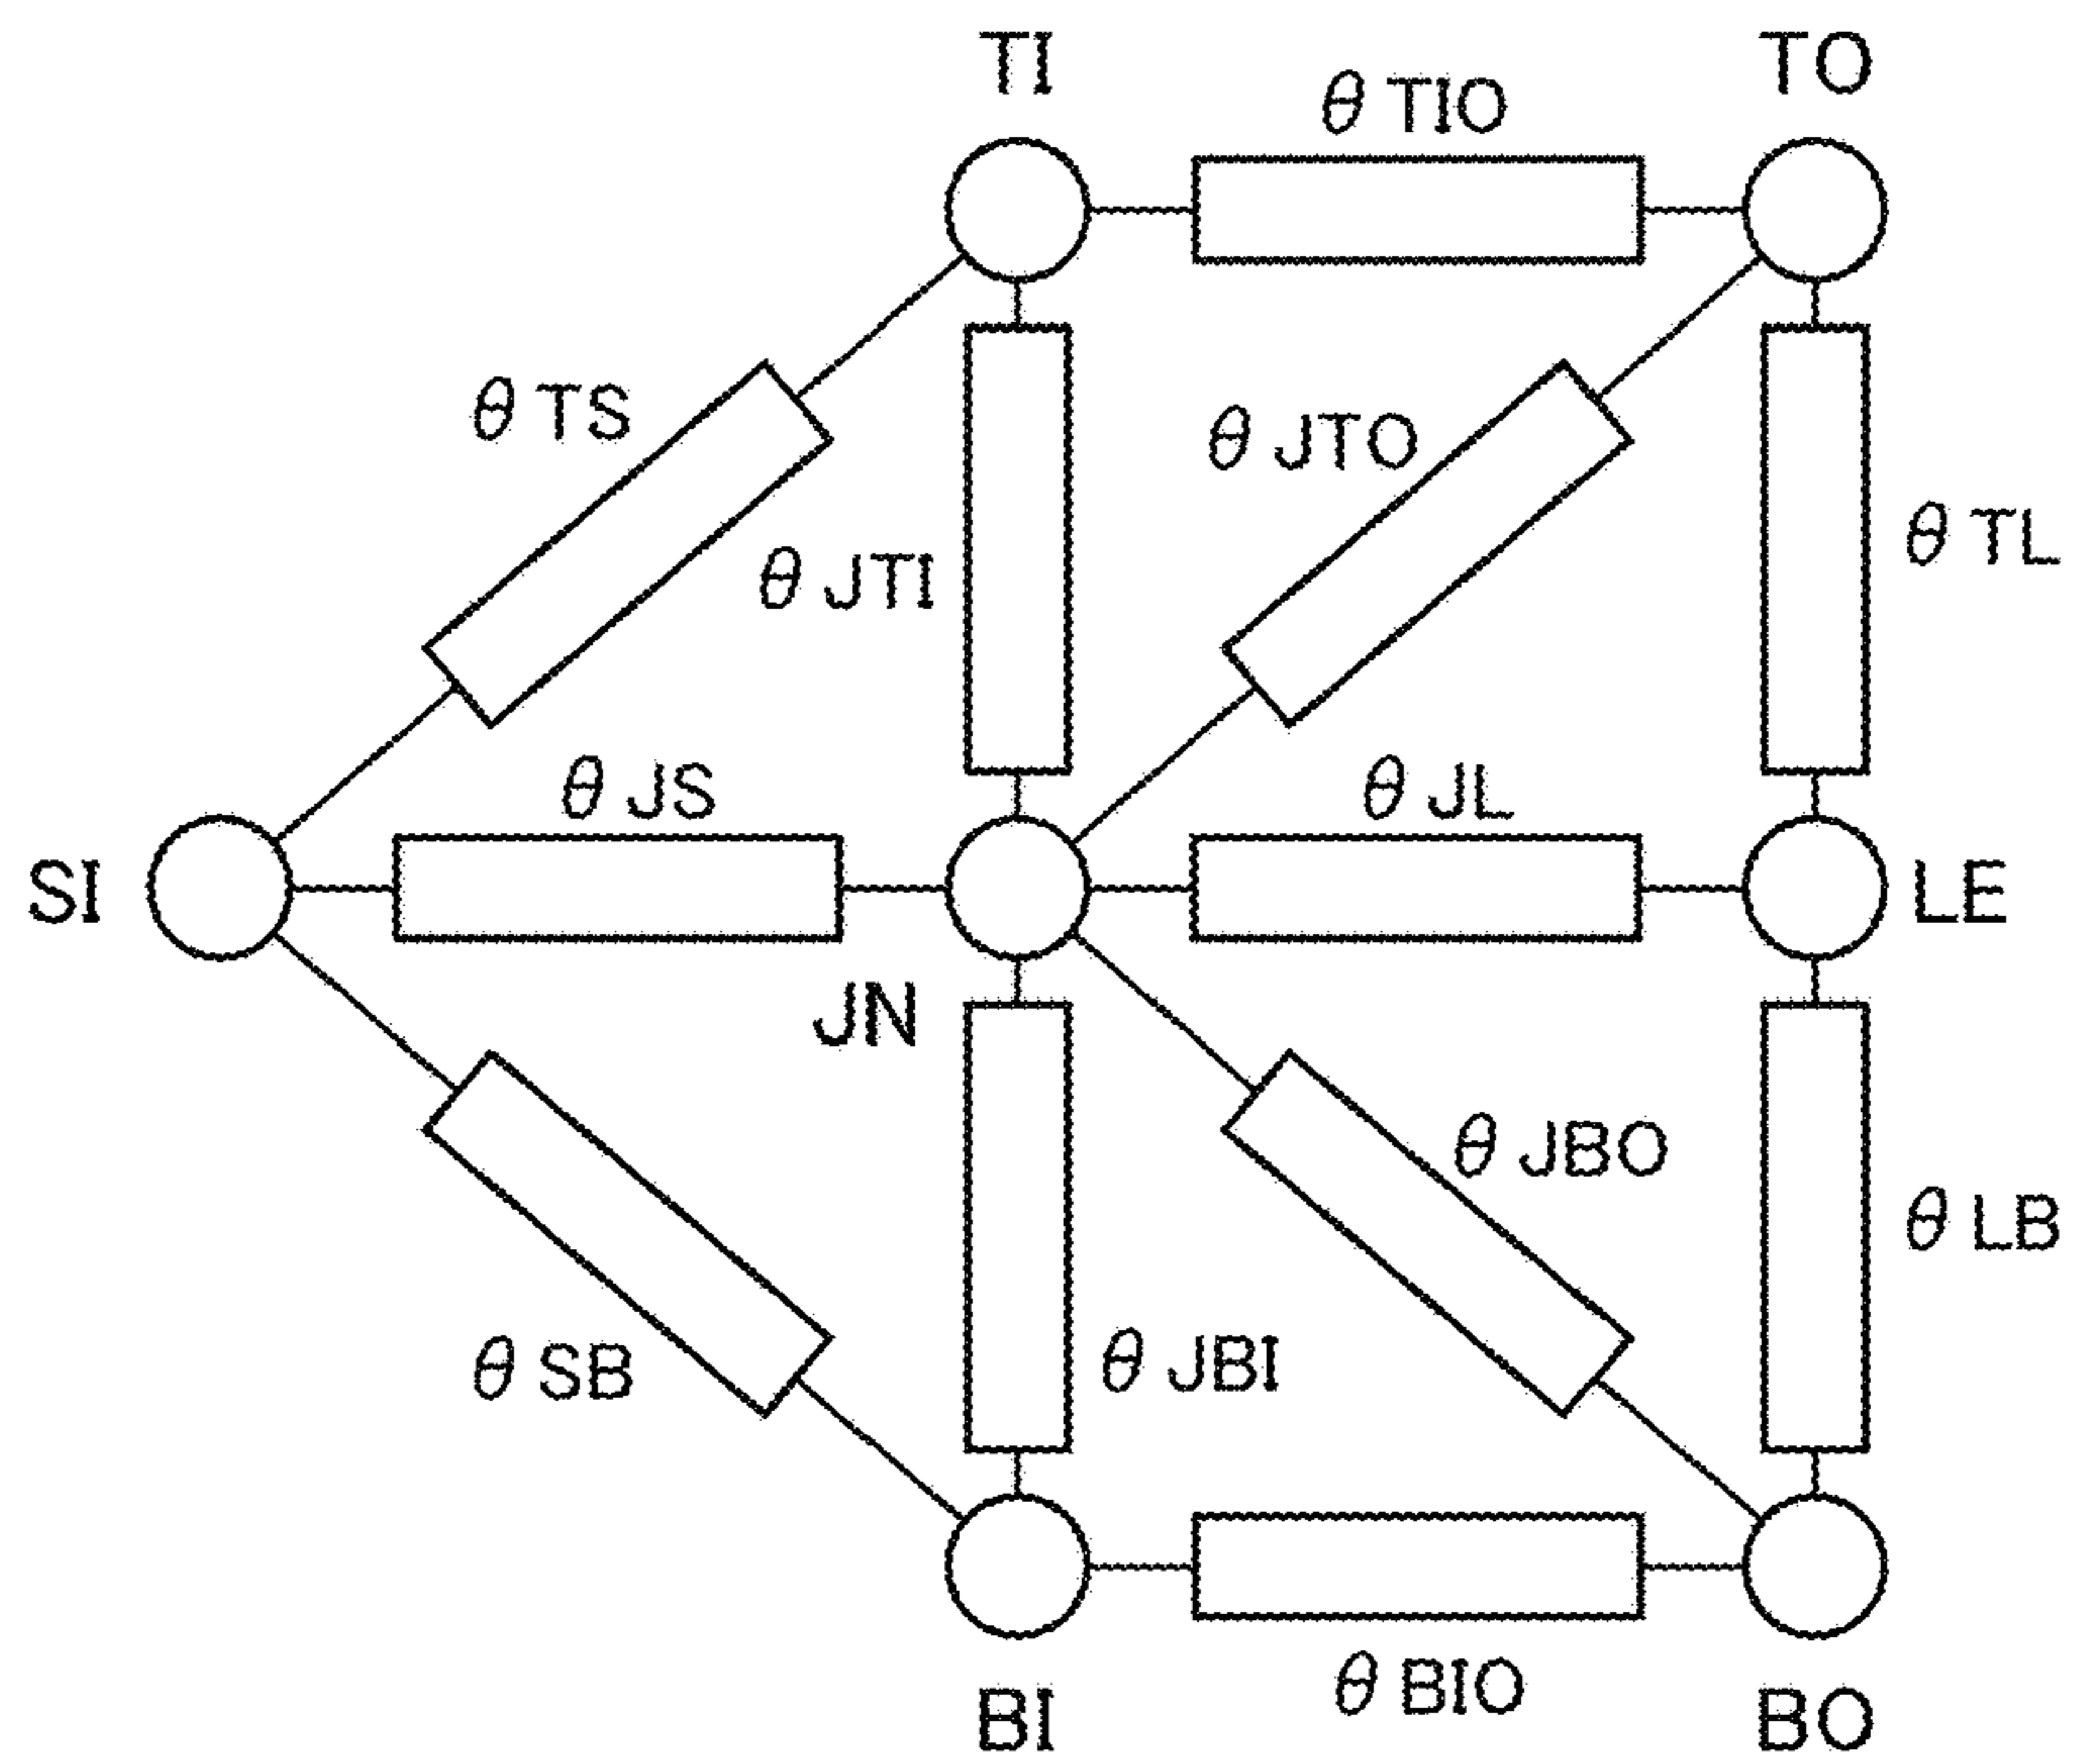 TI
TO
θ TIO
θ TS
θ JTO
θ TL
θ JTI
θ JS
θ JL
SI
LE
JN
θ JBO
θ LB
θ SB
θ JBI
θ BIO
BI
BO